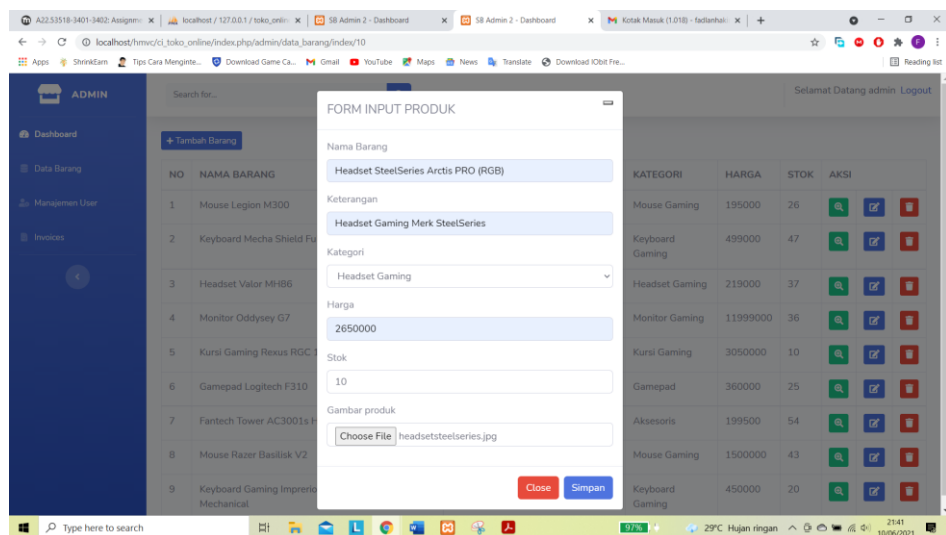 A22.53518-3401-3402: Assignme
localhost / 127.0.0.1 / toko_onlin
SB Admin 2 - Dashboard
SB Admin 2 - Dashboard
Kotak Masuk (1.018) - fadlanhak
localhost/hmvc/ci_toko_online/index.php/admin/data_barang/index/10
F
Apps
ShrinkEarn
Tips Cara Menginte...
Download Game Ca...
Gmail
YouTube
Maps
News
Translate
Download IObit Fre...
Reading list
ADMIN
Search for...
Selamat Datang admin Logout
Dashboard
Data Barang
Manajemen User
Invoices
+ Tambah Barang
FORM INPUT PRODUK
Nama Barang
Headset SteelSeries Arctis PRO (RGB)
Keterangan
Headset Gaming Merk SteelSeries
Kategori
Headset Gaming
Harga
2650000
Stok
10
Gambar produk
Choose File headsetsteelseries.jpg
Close
Simpan
NO NAMA BARANG KATEGORI HARGA STOK AKSI
1 Mouse Legion M300 Mouse Gaming 195000 26
2 Keyboard Mecha Shield Fu Keyboard Gaming 499000 47
3 Headset Valor MH86 Headset Gaming 219000 37
4 Monitor Oddysey G7 Monitor Gaming 11999000 36
5 Kursi Gaming Rexus RGC 1 Kursi Gaming 3050000 10
6 Gamepad Logitech F310 Gamepad 360000 25
7 Fantech Tower AC3001s H Aksesoris 199500 54
8 Mouse Razer Basilisk V2 Mouse Gaming 1500000 43
9 Keyboard Gaming Imprerio Mechanical Keyboard Gaming 450000 20
Type here to search
97%
29°C Hujan ringan
21:41
10/06/2021